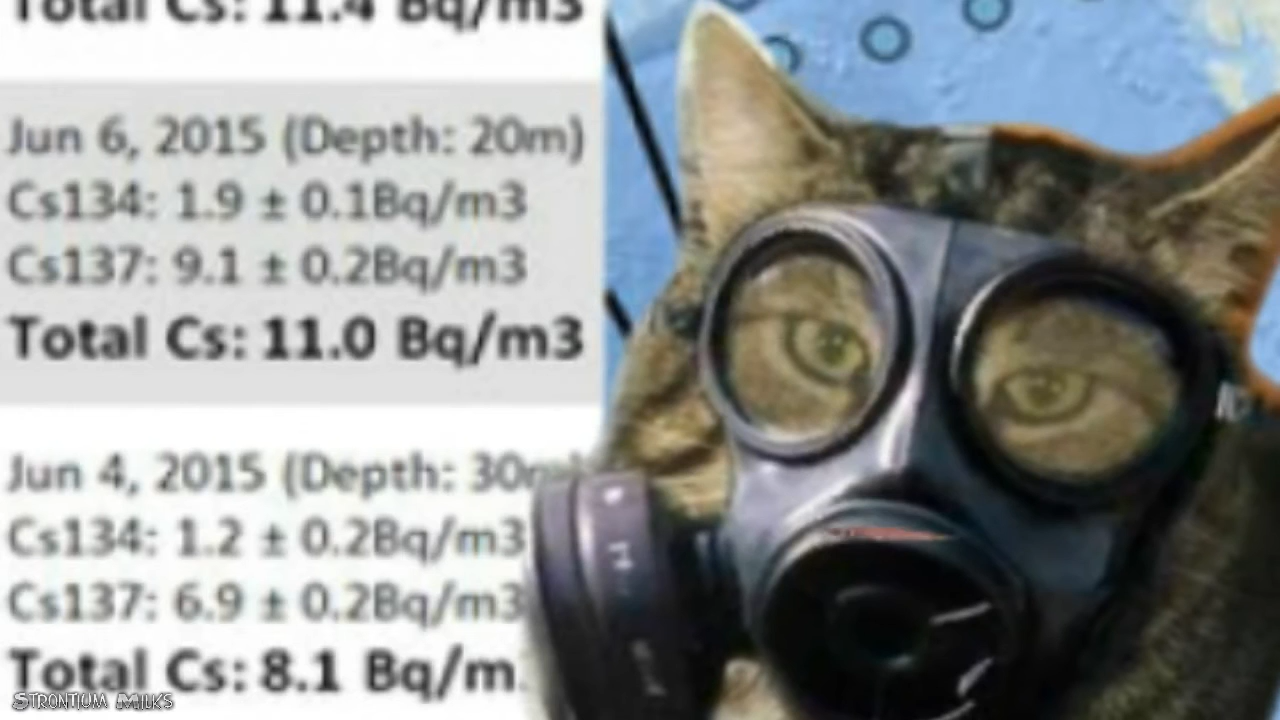 Total Cs: 11.4 Bq/m3
Jun 6, 2015 (Depth: 20m)
Cs134: 1.9 ± 0.1Bq/m3
Cs137: 9.1 ± 0.2Bq/m3
Total Cs: 11.0 Bq/m3
Jun 4, 2015 (Depth: 30m
Cs134: 1.2 ± 0.2Bq/m3
Cs137: 6.9 ± 0.2Bq/m3
Total Cs: 8.1 Bq/m
Strontium Milks